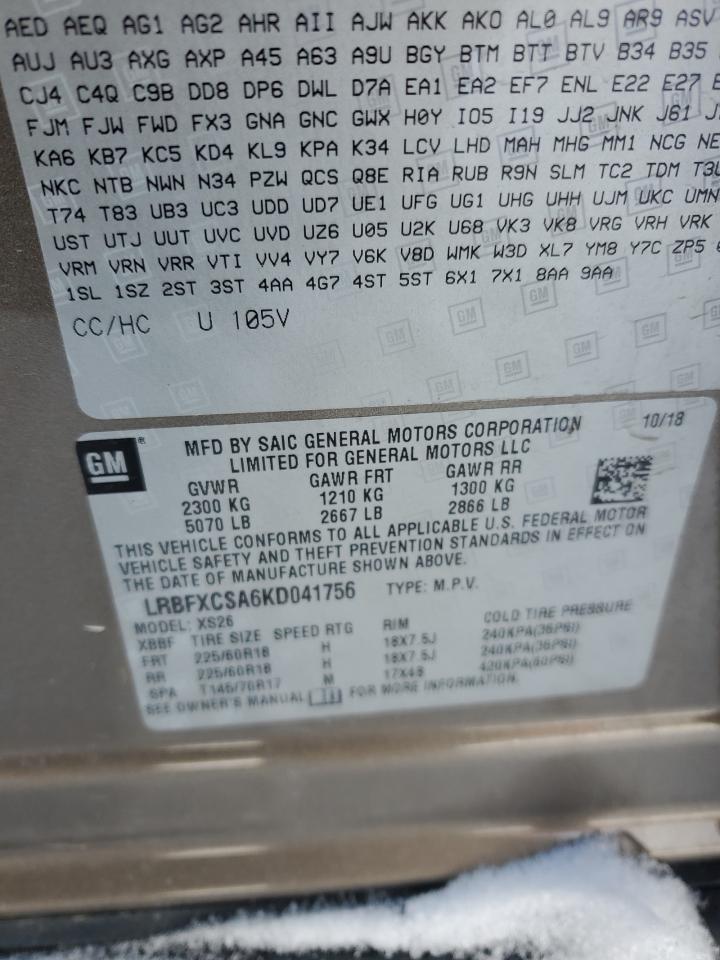 AED AEQ AG1 AG2 AHR AII AJW AKK AKO AL0 AL9 AR9 ASV
AUJ AU3 AXG AXP A45 A63 A9U BGY BTM BTT BTV B34 B35
CJ4 C4Q C9B DD8 DP6 DWL D7A EA1 EA2 EF7 ENL E22 E27
FJM FJW FWD FX3 GNA GNC GWX H0Y IO5 I19 JJ2 JNK J61
KA6 KB7 KC5 KD4 KL9 KPA K34 LCV LHD MAH MHG MM1 NCG NE
NKC NTB NWN N34 PZW QCS Q8E RIA RUB R9N SLM TC2 TDM T3U
T74 T83 UB3 UC3 UDD UD7 UE1 UFG UG1 UHG UHH UJM UKC UMN
UST UTJ UUT UVC UVD UZ6 U05 U2K U68 VK3 VK8 VRG VRH VRK
VRM VRN VRR VTI VV4 VY7 V6K V8D WMK W3D XL7 YM8 Y7C ZP5
1SL 1SZ 2ST 3ST 4AA 4G7 4ST 5ST 6X1 7X1 8AA 9AA
CC/HC U 105V
GM ® MFD BY SAIC GENERAL MOTORS CORPORATION 10/18
LIMITED FOR GENERAL MOTORS LLC
GVWR GAWR FRT GAWR RR
2300 KG 1210 KG 1300 KG
5070 LB 2667 LB 2866 LB
THIS VEHICLE CONFORMS TO ALL APPLICABLE U.S. FEDERAL MOTOR
VEHICLE SAFETY AND THEFT PREVENTION STANDARDS IN EFFECT ON
THE DATE OF MANUFACTURE SHOWN ABOVE.
LRBFXCSA6KD041756 TYPE: M.P.V.
MODEL: XS26
XBBF TIRE SIZE SPEED RTG RIM COLD TIRE PRESSURE
FRT 225/60R18 H 18X7.5J 240KPA(35PSI)
RR 225/60R18 H 18X7.5J 240KPA(35PSI)
SPA T145/70R17 M 17X4B 420KPA(60PSI)
SEE OWNER'S MANUAL FOR MORE INFORMATION.